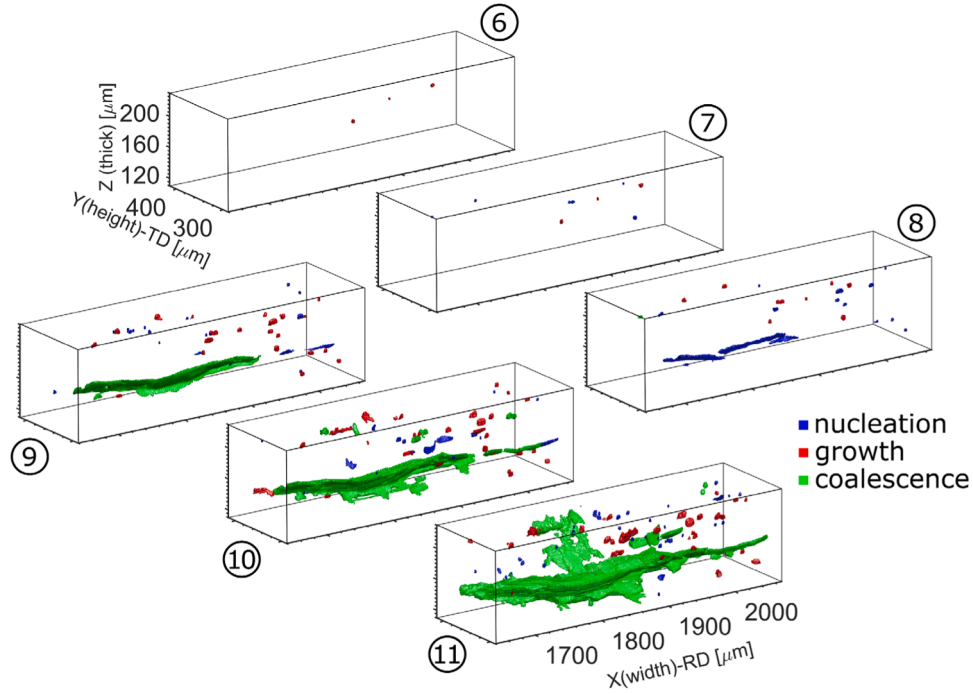 6
7
8
9
10
11
Z (thick) [μm]
200
160
120
Y(height)-TD [μm]
400
300
nucleation
growth
coalescence
1700
1800
1900
2000
X(width)-RD [μm]